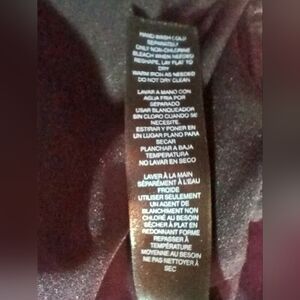 HAND WASH COLD
SEPARATELY
ONLY NON-CHLORINE
BLEACH WHEN NEEDED
RESHAPE, LAY FLAT TO
DRY
WARM IRON AS NEEDED
DO NOT DRY CLEAN
LAVAR A MANO CON
AGUA FRIA POR
SEPARADO
USAR BLANQUEADOR
SIN CLORO CUANDO SE
NECESITE.
ESTIRAR Y PONER EN
UN LUGAR PLANO PARA
SECAR
PLANCHAR A BAJA
TEMPERATURA
NO LAVAR EN SECO
LAVER À LA MAIN
SÉPARÉMENT À L'EAU
FROIDE
UTILISER SEULEMENT
UN AGENT DE
BLANCHIMENT NON
CHLORÉ AU BESOIN
SÉCHER À PLAT EN
REDONNANT FORME
REPASSER À
TEMPÉRATURE
MOYENNE AU BESOIN
NE PAS NETTOYER À
SEC